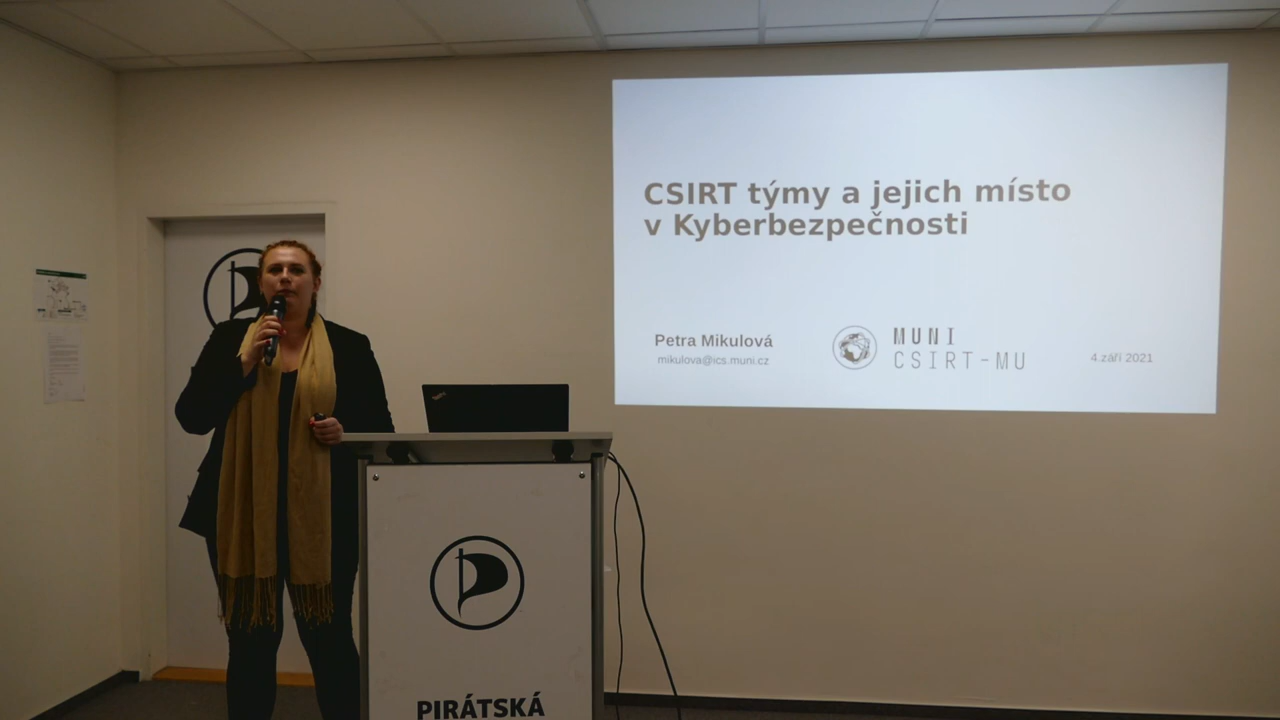 CSIRT týmy a jejich místo
v Kyberbezpečnosti
Petra Mikulová
mikulova@ics.muni.cz
MUNI
CSIRT-MU
4.září 2021
PIRÁTSKÁ